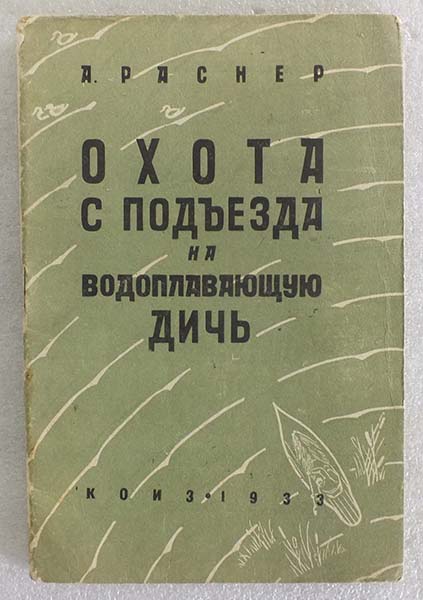 А. РАСНЕР
ОХОТА
С ПОДЪЕЗДА
НА
ВОДОПЛАВАЮЩУЮ
ДИЧЬ
КОИЗ • 1933